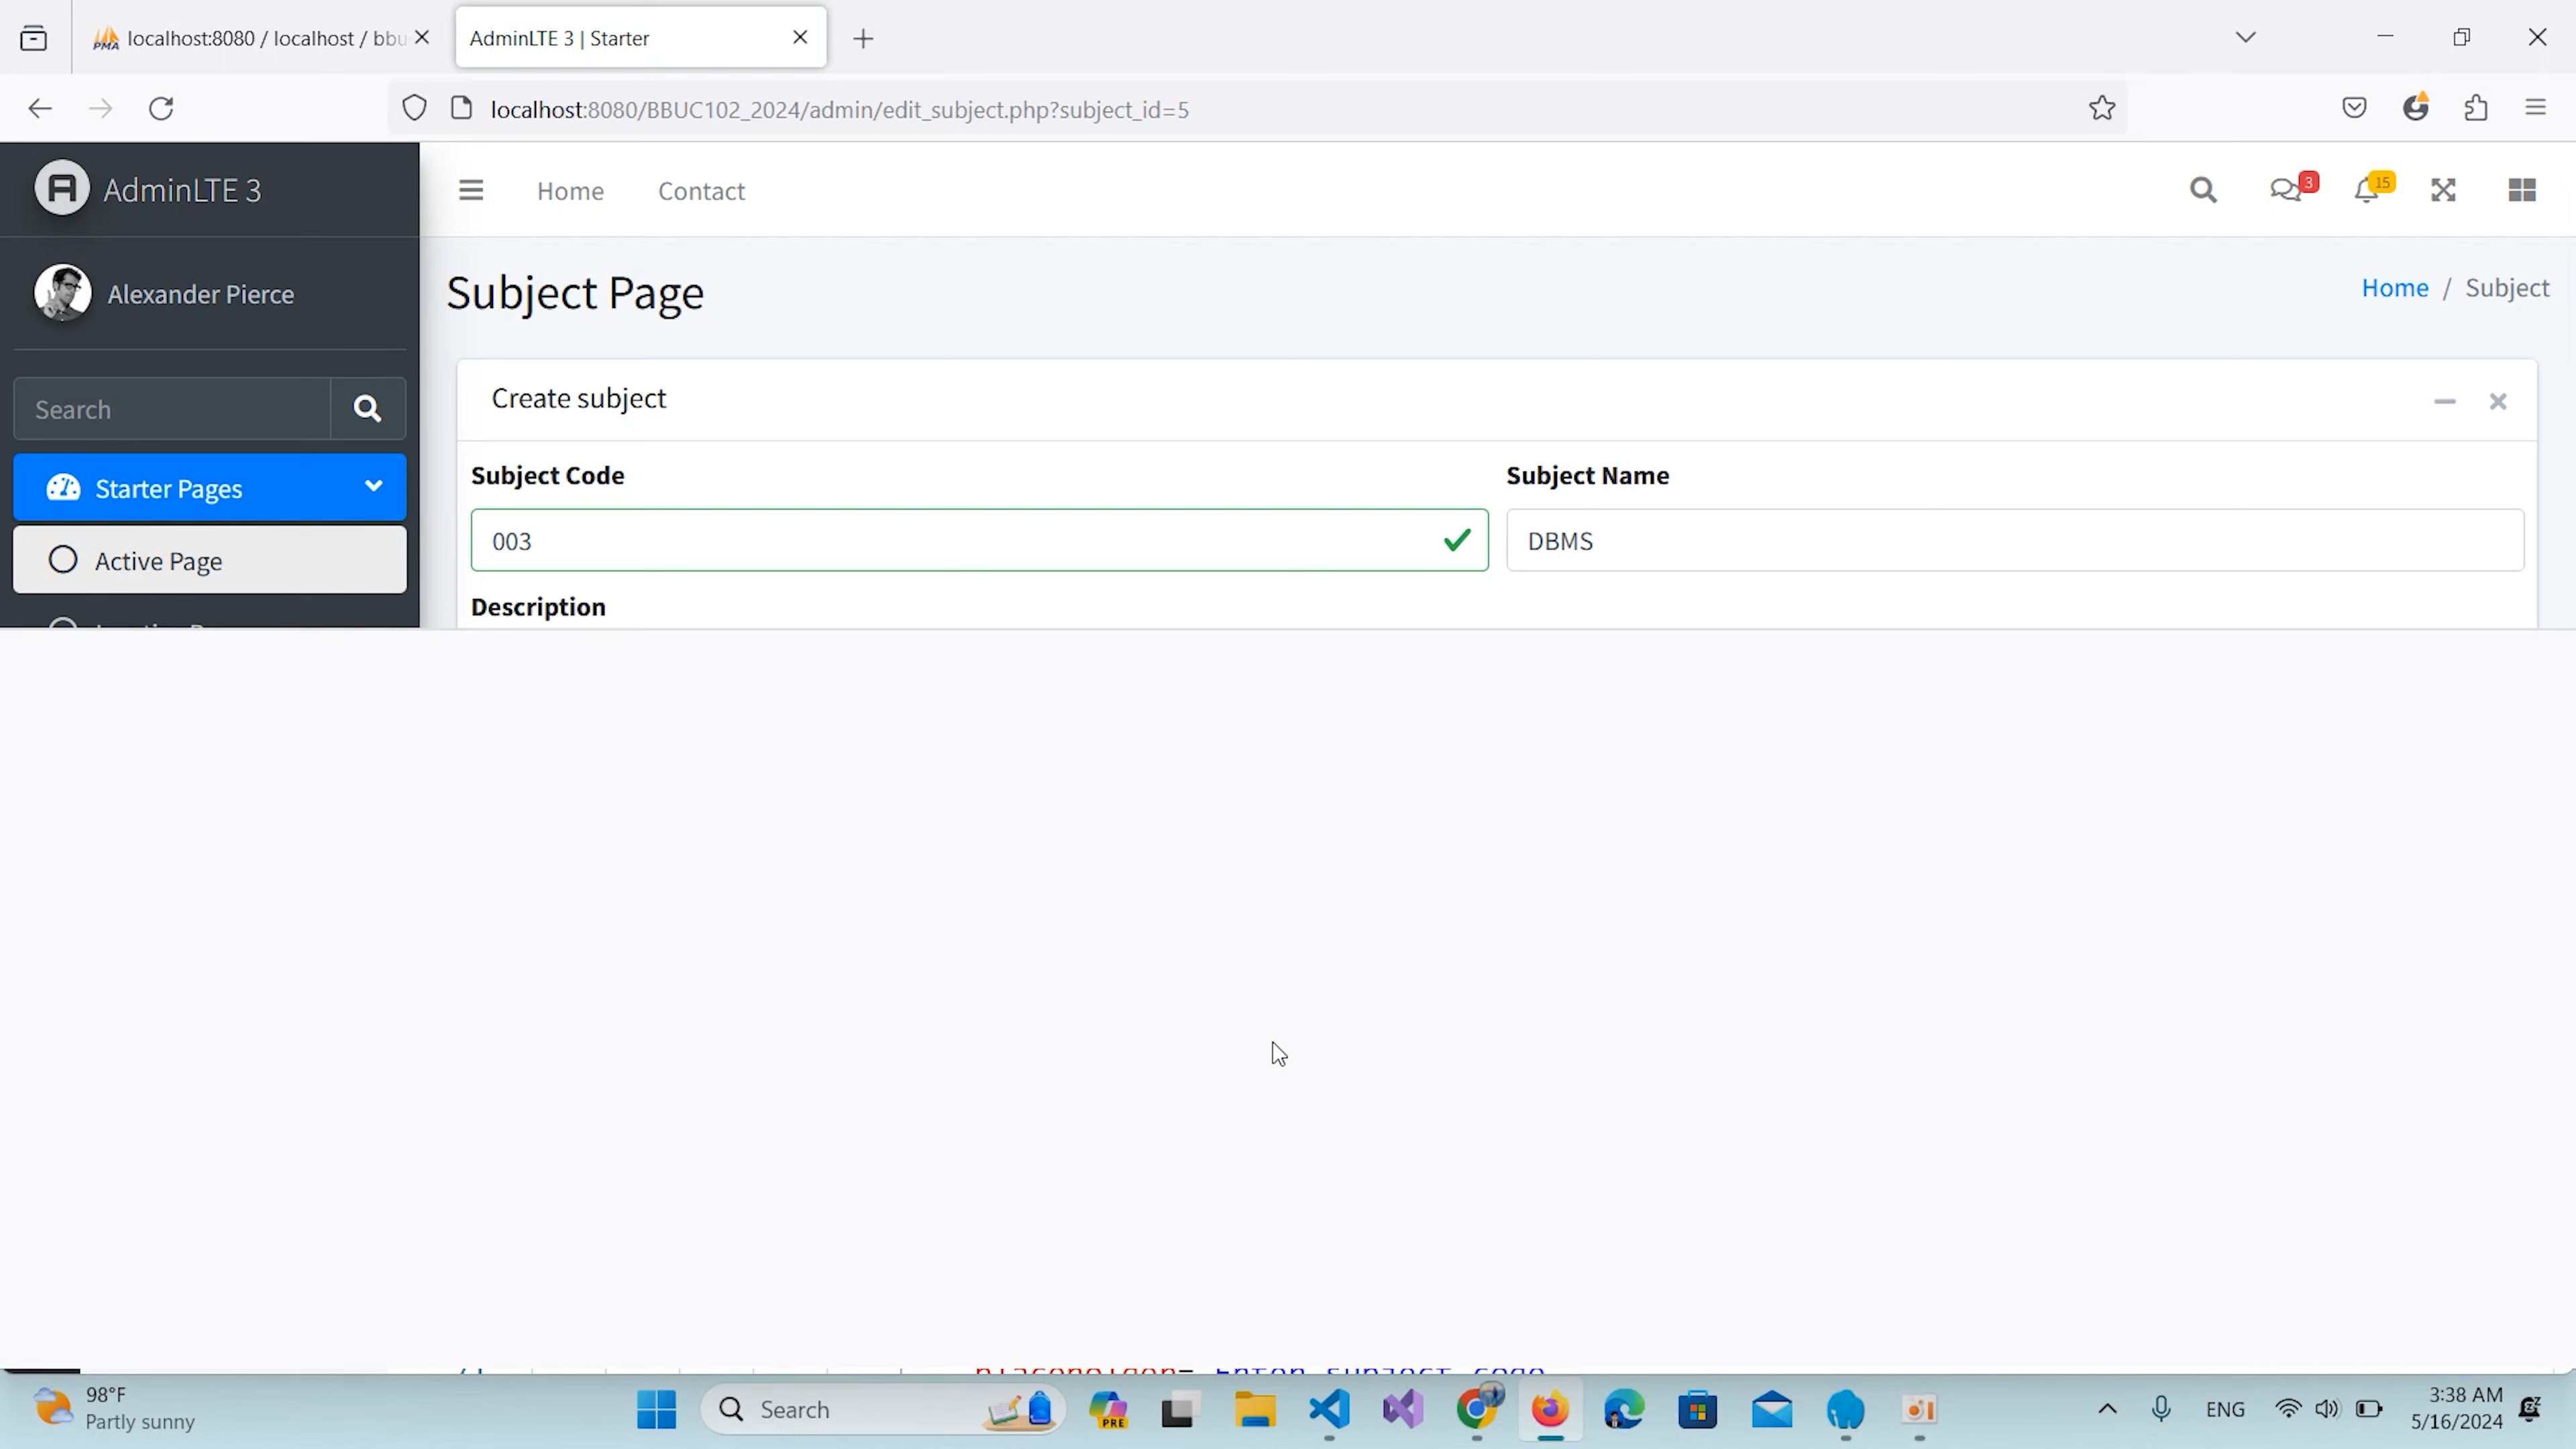 localhost:8080 / localhost / bbu
AdminLTE 3 | Starter
localhost:8080/BBUC102_2024/admin/edit_subject.php?subject_id=5
AdminLTE 3
Home
Contact
3
15
Alexander Pierce
Subject Page
Home / Subject
Search
Create subject
Starter Pages
Subject Code
Subject Name
003
DBMS
Active Page
Description
98°F
Partly sunny
Search
PRE
ENG
3:38 AM
5/16/2024